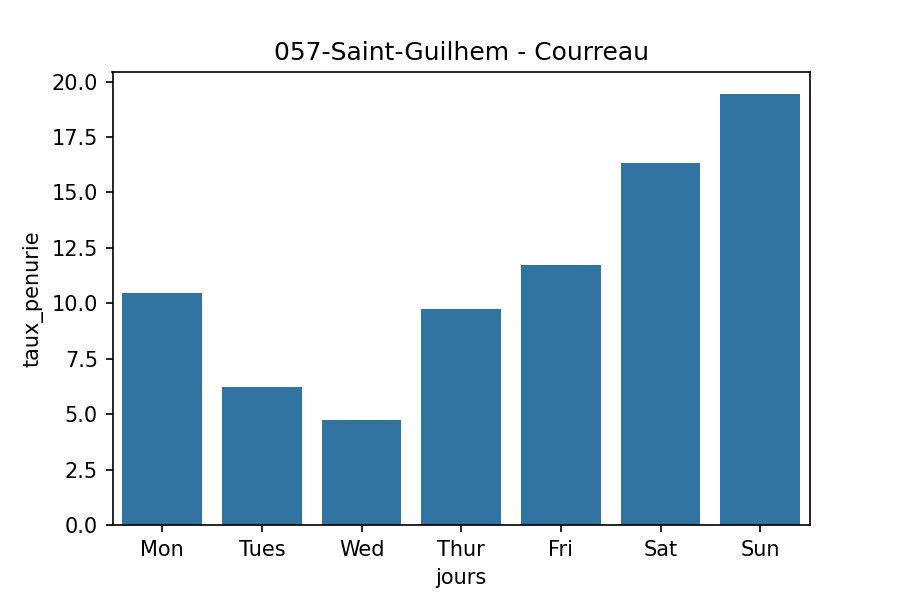 057-Saint-Guilhem - Courreau
20.0
17.5
15.0
12.5
10.0
7.5
5.0
2.5
0.0
taux_penurie
Mon Tues Wed Thur Fri Sat Sun
jours